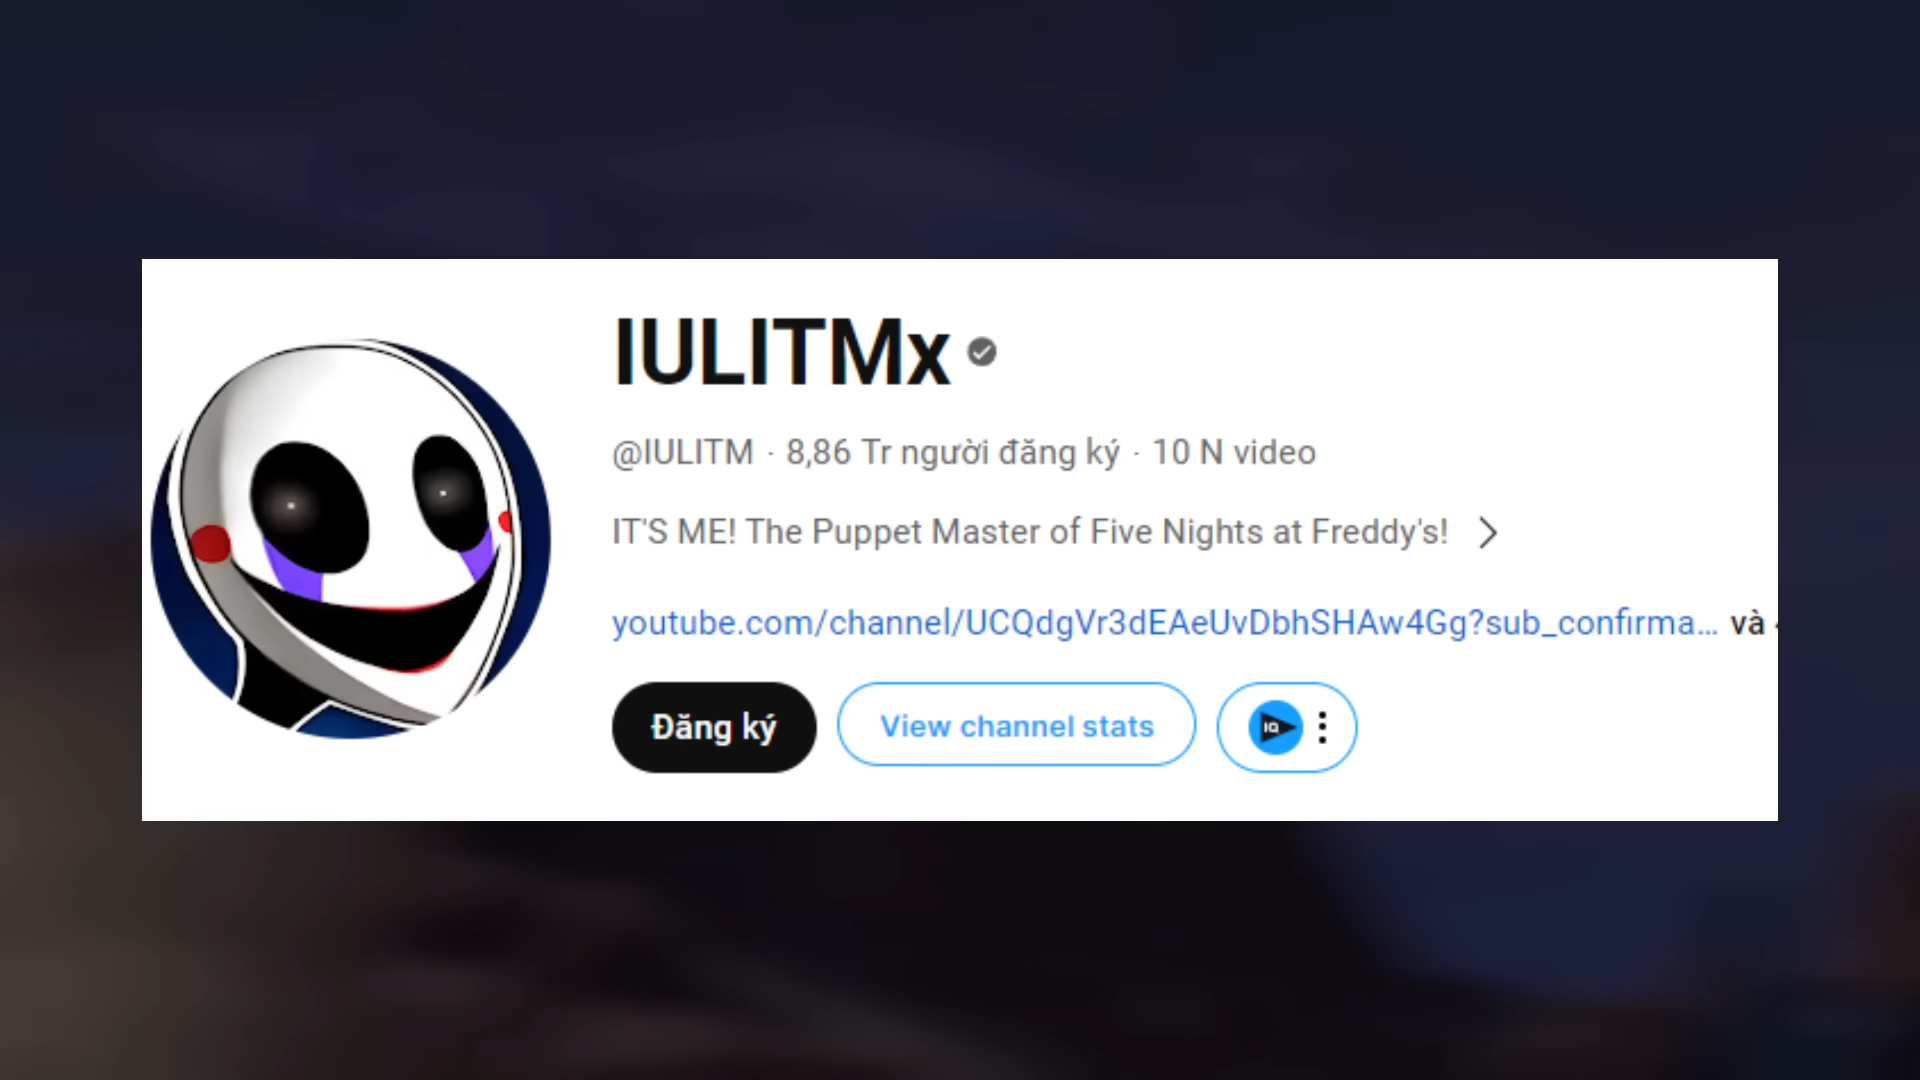 IULITMx
@IULITM · 8,86 Tr người đăng ký · 10 N video
IT'S ME! The Puppet Master of Five Nights at Freddy's!
youtube.com/channel/UCQdgVr3dEAeUvDbhSHAw4Gg?sub_confirma... và
Đăng ký View channel stats IQ